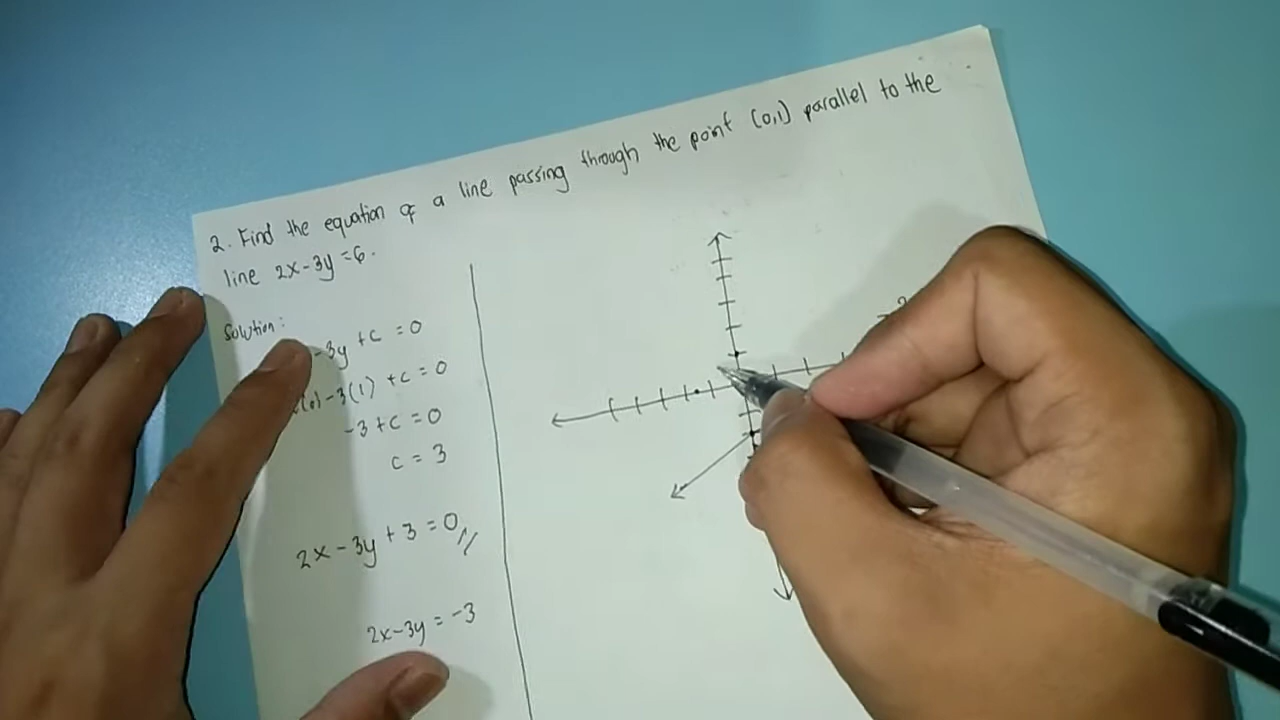 2. Find the equation of a line passing through the point (0,1) parallel to the
line 2x-3y=6.
Solution:
-3y + c = 0
(0)-3(1) + c = 0
-3+c = 0
c = 3
2x - 3y + 3 = 0
2x-3y = -3